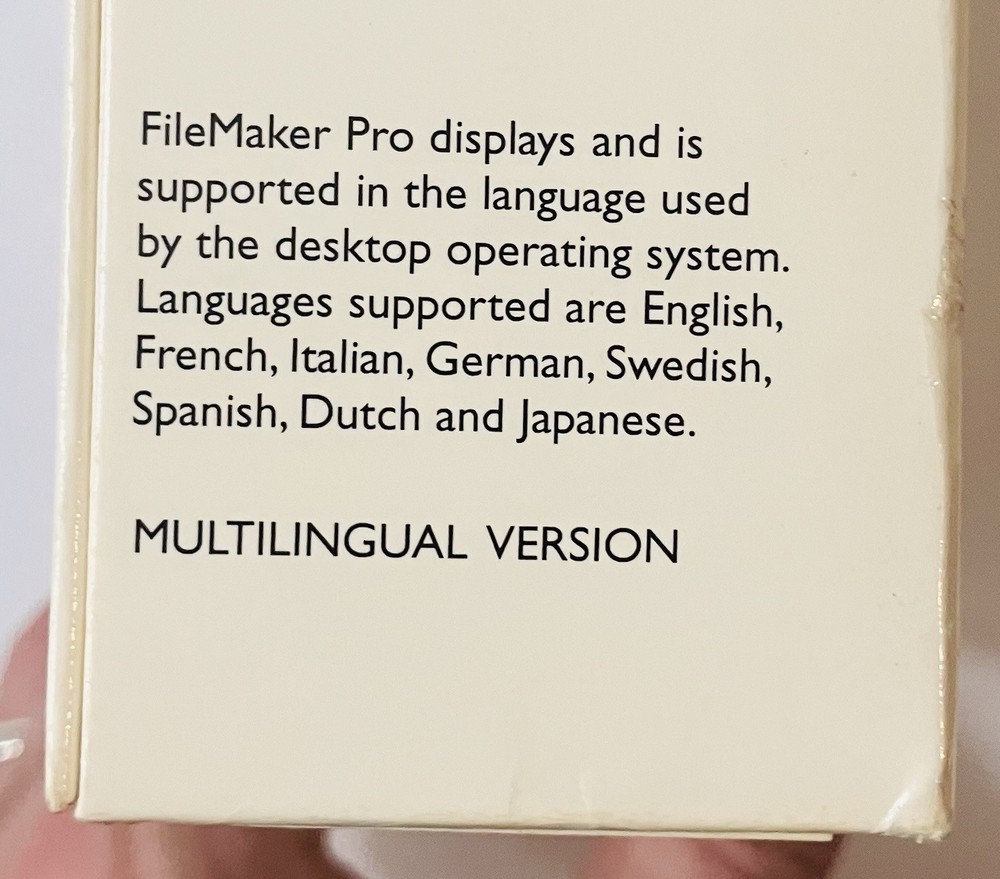 FileMaker Pro displays and is
supported in the language used
by the desktop operating system.
Languages supported are English,
French, Italian, German, Swedish,
Spanish, Dutch and Japanese.
MULTILINGUAL VERSION